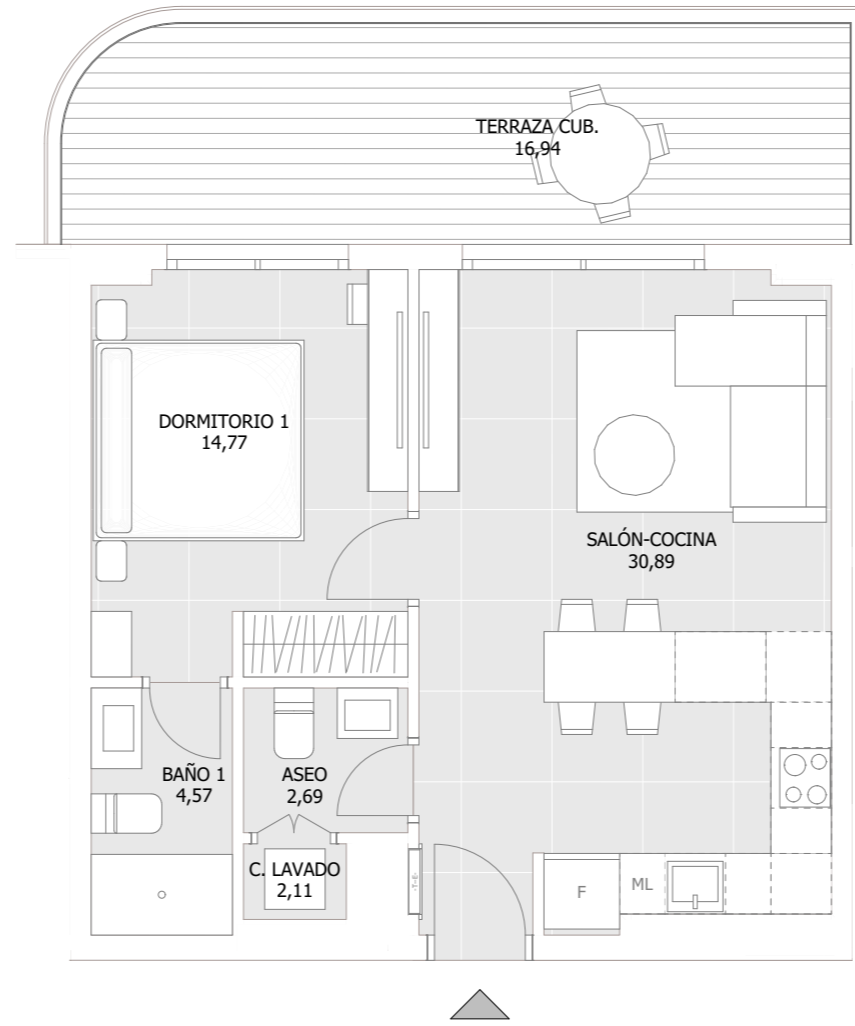 TERRAZA CUB.
16,94
DORMITORIO 1
14,77
SALÓN-COCINA
30,89
BAÑO 1
4,57
ASEO
2,69
C. LAVADO
2,11
-T-E-
F
ML